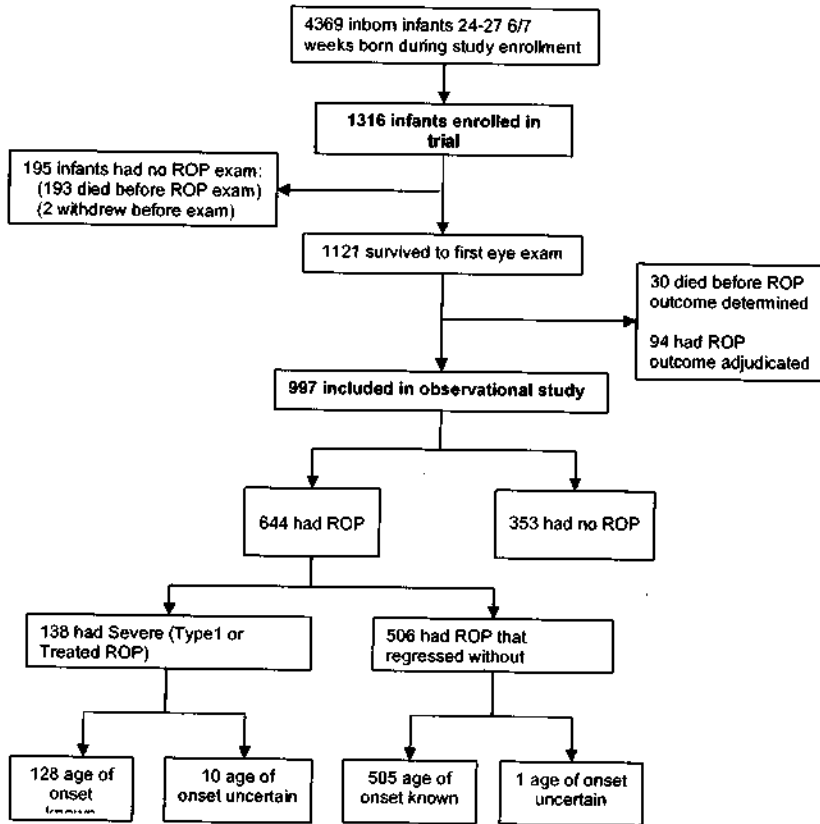 4369 inborn infants 24-27 6/7
weeks born during study enrollment
1316 infants enrolled in
trial
195 infants had no ROP exam:
(193 died before ROP exam)
(2 withdrew before exam)
1121 survived to first eye exam
30 died before ROP
outcome determined
94 had ROP
outcome adjudicated
997 included in observational study
644 had ROP
353 had no ROP
138 had Severe (Type1 or
Treated ROP)
506 had ROP that
regressed without
128 age of
onset
10 age of
onset uncertain
505 age of
onset known
1 age of onset
uncertain